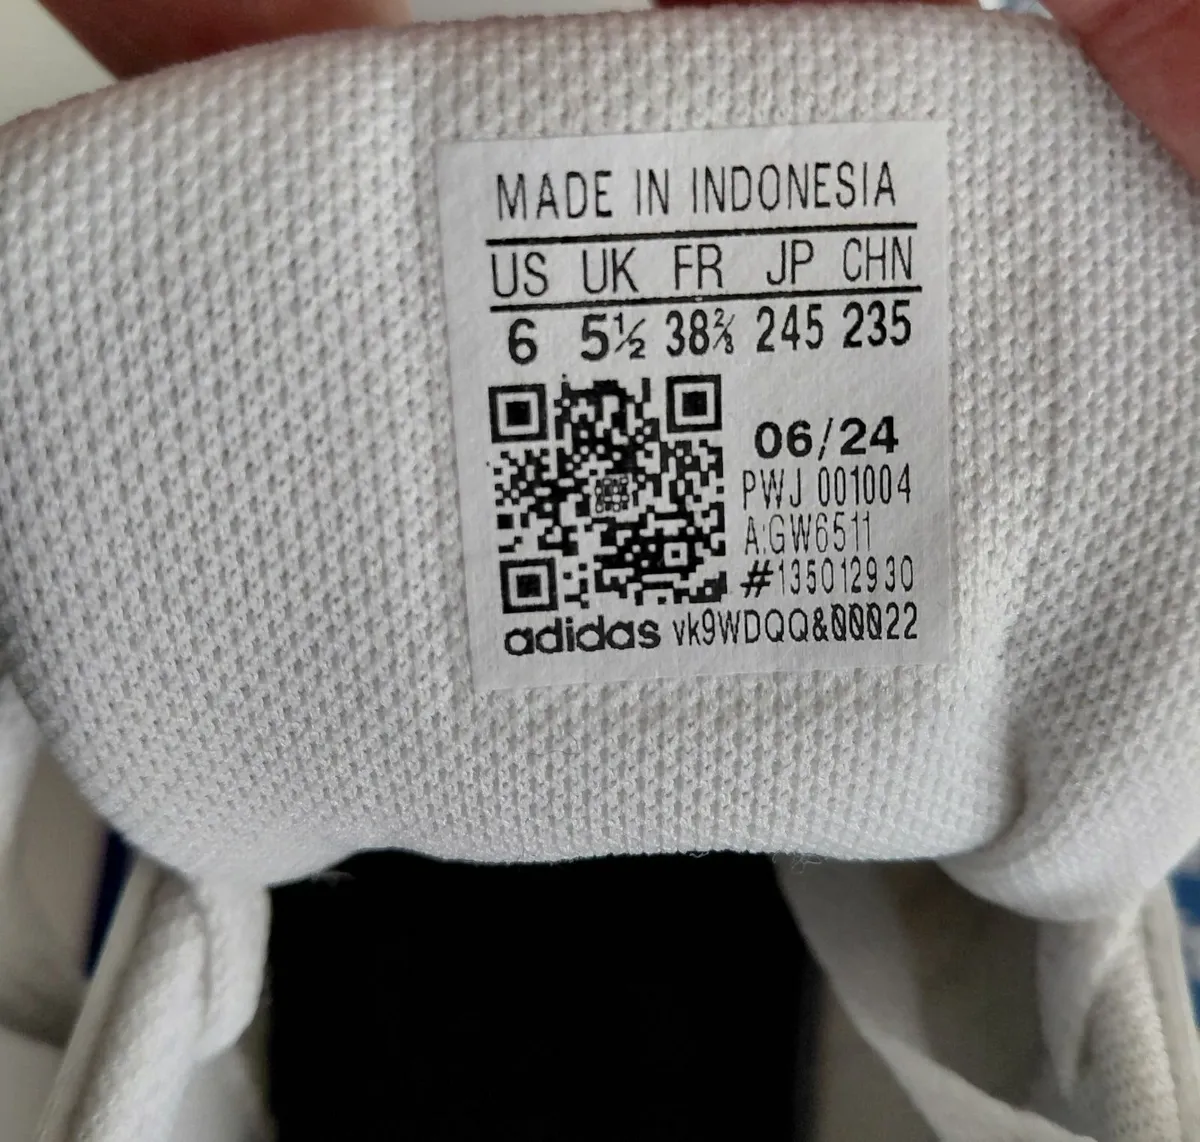 MADE IN INDONESIA
US UK FR JP CHN
6 5½ 38⅔ 245 235
06/24
PWJ 001004
A:GW6511
#135012930
adidas vk9WDQQ&00022